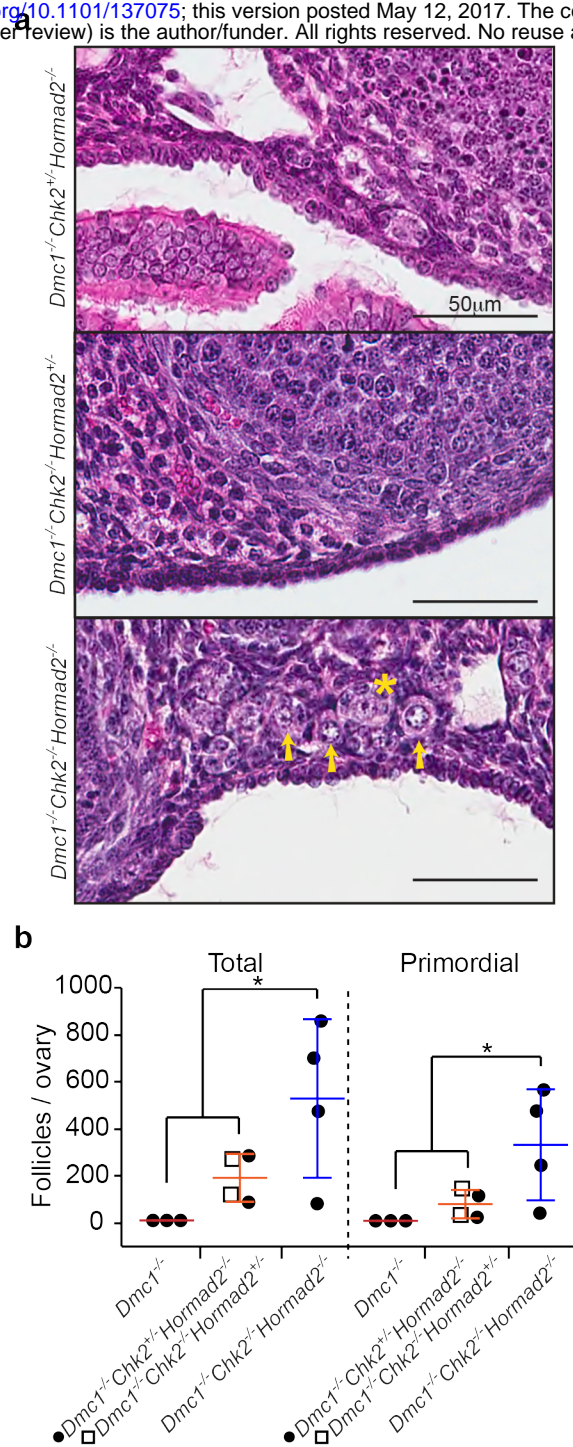 org/10.1101/137075; this version posted May 12, 2017. The co
er review) is the author/funder. All rights reserved. No reuse a
a
Dmc1-/-Chk2+/-Hormad2-/-
50μm
Dmc1-/-Chk2-/-Hormad2+/-
Dmc1-/-Chk2-/-Hormad2-/-
*
b
Total
Primordial
Follicles / ovary
1000
800
600
400
200
0
*
*
Dmc1-/-
Dmc1-/-Chk2+/-Hormad2-/-
Dmc1-/-Chk2-/-Hormad2+/-
Dmc1-/-Chk2-/-Hormad2-/-
Dmc1-/-
Dmc1-/-Chk2+/-Hormad2-/-
Dmc1-/-Chk2-/-Hormad2+/-
Dmc1-/-Chk2-/-Hormad2-/-